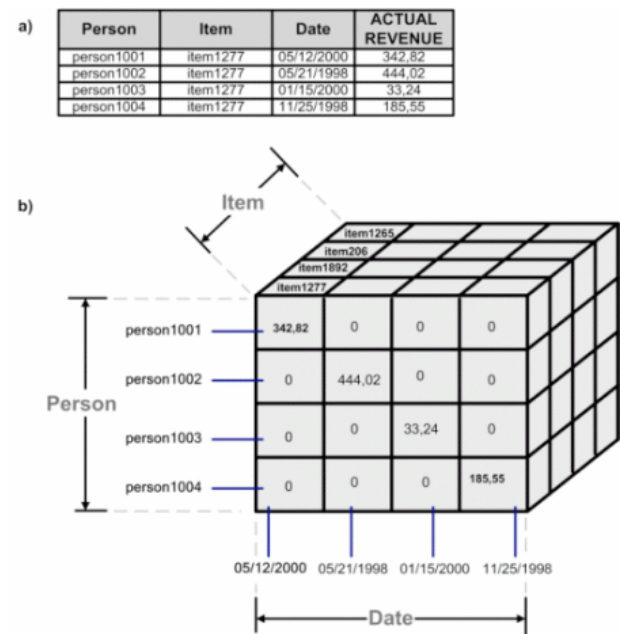 a)
Person Item Date ACTUAL REVENUE
person1001 item1277 05/12/2000 342,82
person1002 item1277 05/21/1998 444,02
person1003 item1277 01/15/2000 33,24
person1004 item1277 11/25/1998 185,55
b)
Item
item1265
item206
item1892
item1277
person1001 342,82 0 0 0
person1002 0 444,02 0 0
Person
person1003 0 0 33,24 0
person1004 0 0 0 185,55
05/12/2000 05/21/1998 01/15/2000 11/25/1998
Date